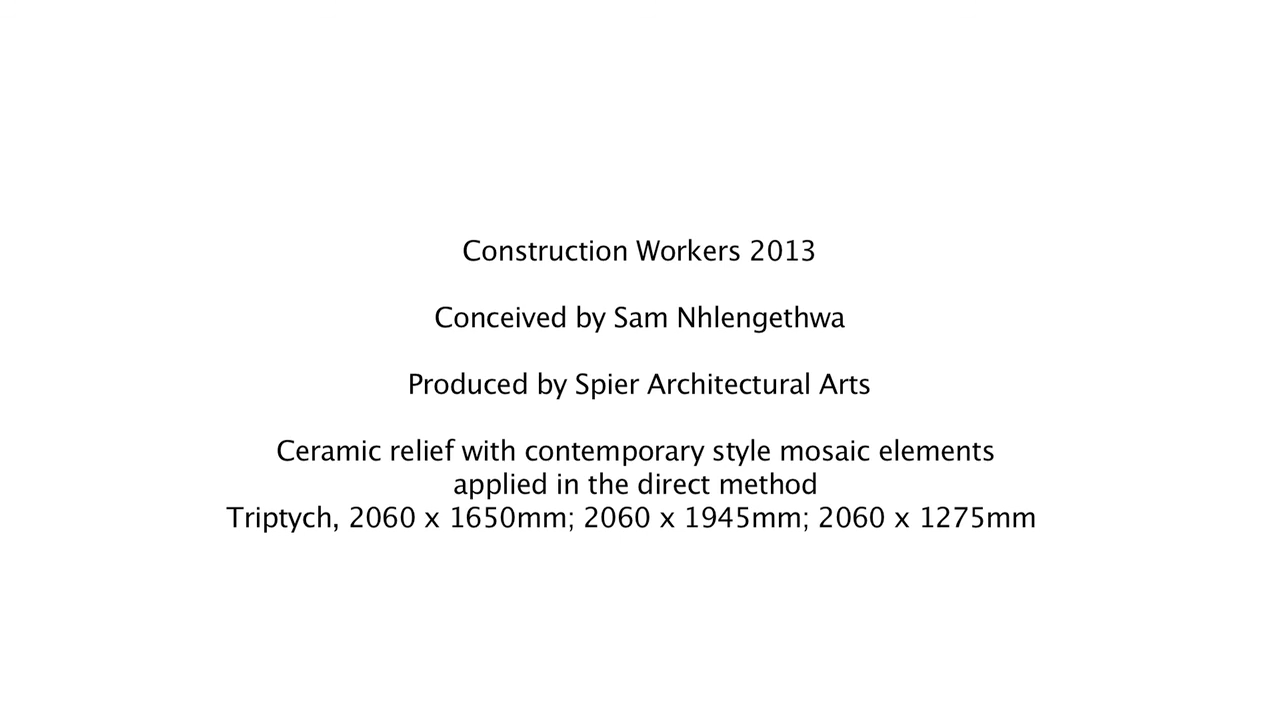 Construction Workers 2013
Conceived by Sam Nhlengethwa
Produced by Spier Architectural Arts
Ceramic relief with contemporary style mosaic elements
applied in the direct method
Triptych, 2060 x 1650mm; 2060 x 1945mm; 2060 x 1275mm